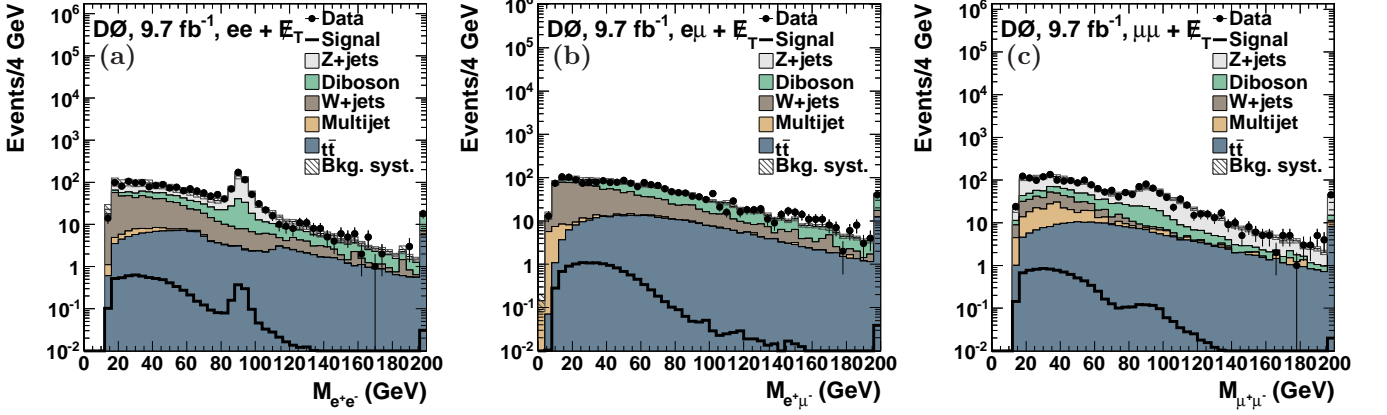 DØ, 9.7 fb⁻¹, ee + E̸_T
(a)
Data
Signal
Z+jets
Diboson
W+jets
Multijet
tt̄
Bkg. syst.
Events/4 GeV
10⁶
10⁵
10⁴
10³
10²
10
1
10⁻¹
10⁻²
0 20 40 60 80 100 120 140 160 180 200
M_e⁺e⁻ (GeV)
DØ, 9.7 fb⁻¹, eμ + E̸_T
(b)
Data
Signal
Z+jets
Diboson
W+jets
Multijet
tt̄
Bkg. syst.
Events/4 GeV
10⁵
10⁴
10³
10²
10
1
10⁻¹
10⁻²
0 20 40 60 80 100 120 140 160 180 200
M_e⁺μ⁻ (GeV)
DØ, 9.7 fb⁻¹, μμ + E̸_T
(c)
Data
Signal
Z+jets
Diboson
W+jets
Multijet
tt̄
Bkg. syst.
Events/4 GeV
10⁶
10⁵
10⁴
10³
10²
10
1
10⁻¹
10⁻²
0 20 40 60 80 100 120 140 160 180 200
M_μ⁺μ⁻ (GeV)